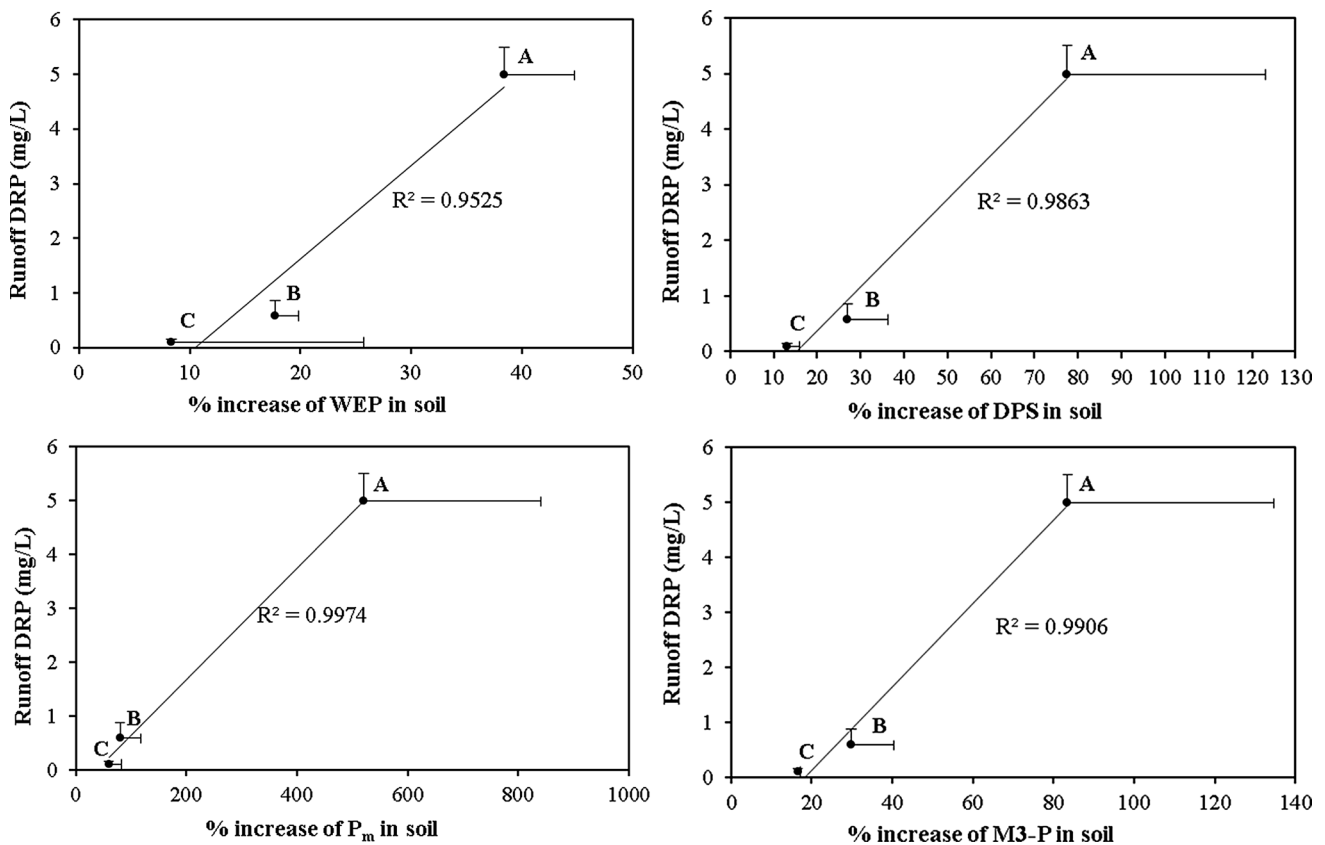 Runoff DRP (mg/L)
6
5
4
3
2
1
0
A
B
C
R² = 0.9525
0 10 20 30 40 50
% increase of WEP in soil
Runoff DRP (mg/L)
6
5
4
3
2
1
0
A
B
C
R² = 0.9863
0 10 20 30 40 50 60 70 80 90 100 110 120 130
% increase of DPS in soil
Runoff DRP (mg/L)
6
5
4
3
2
1
0
A
B
C
R² = 0.9974
0 200 400 600 800 1000
% increase of Pm in soil
Runoff DRP (mg/L)
6
5
4
3
2
1
0
A
B
C
R² = 0.9906
0 20 40 60 80 100 120 140
% increase of M3-P in soil